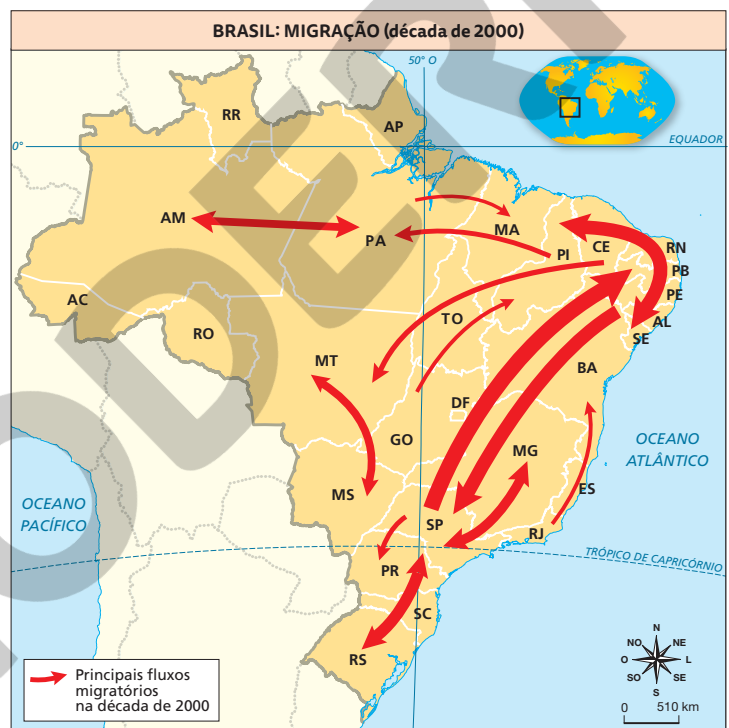 BRASIL: MIGRAÇÃO (década de 2000)
50° O
RR
AP
EQUADOR
0°
AM
PA
MA
CE
RN
PI
PB
PE
AC
TO
AL
RO
SE
MT
BA
DF
GO
MG
OCEANO
ATLÂNTICO
MS
ES
OCEANO
PACÍFICO
SP
RJ
TRÓPICO DE CAPRICÓRNIO
PR
SC
RS
N
NO NE
O L
SO SE
S
0 510 km
Principais fluxos
migratórios
na década de 2000
MODERNA